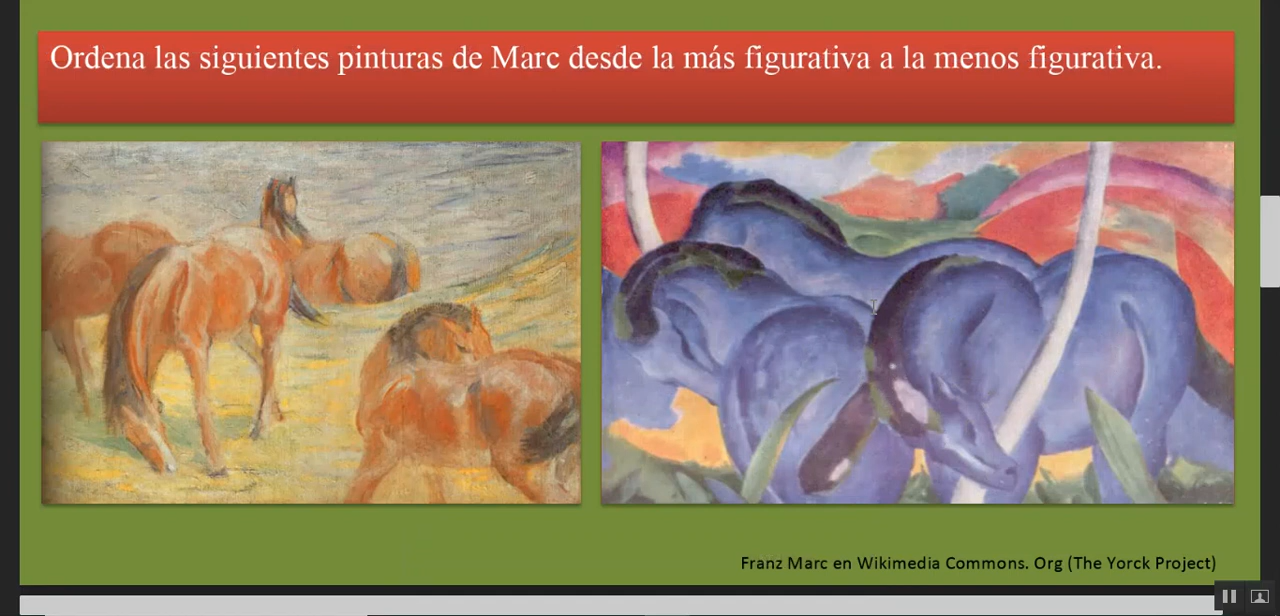 Ordena las siguientes pinturas de Marc desde la más figurativa a la menos figurativa.
Franz Marc en Wikimedia Commons. Org (The Yorck Project)